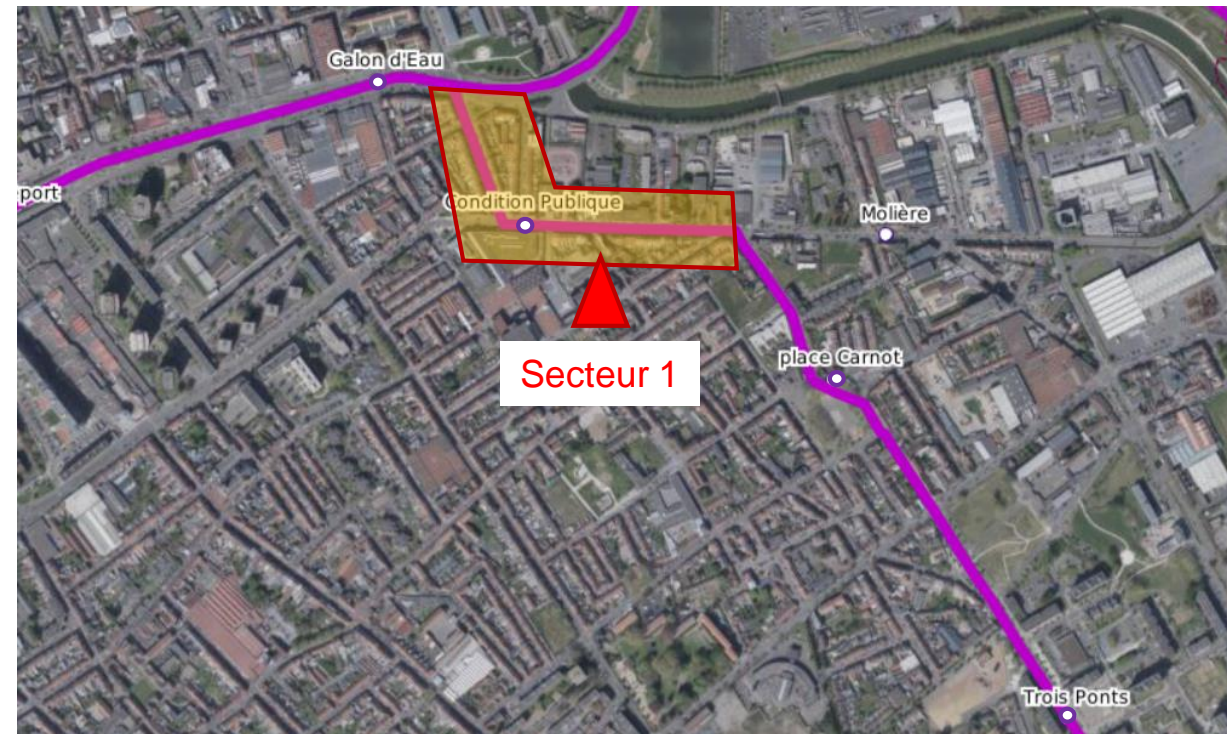 Galon d'Eau
port
Condition Publique
Molière
Secteur 1
place Carnot
Trois Ponts